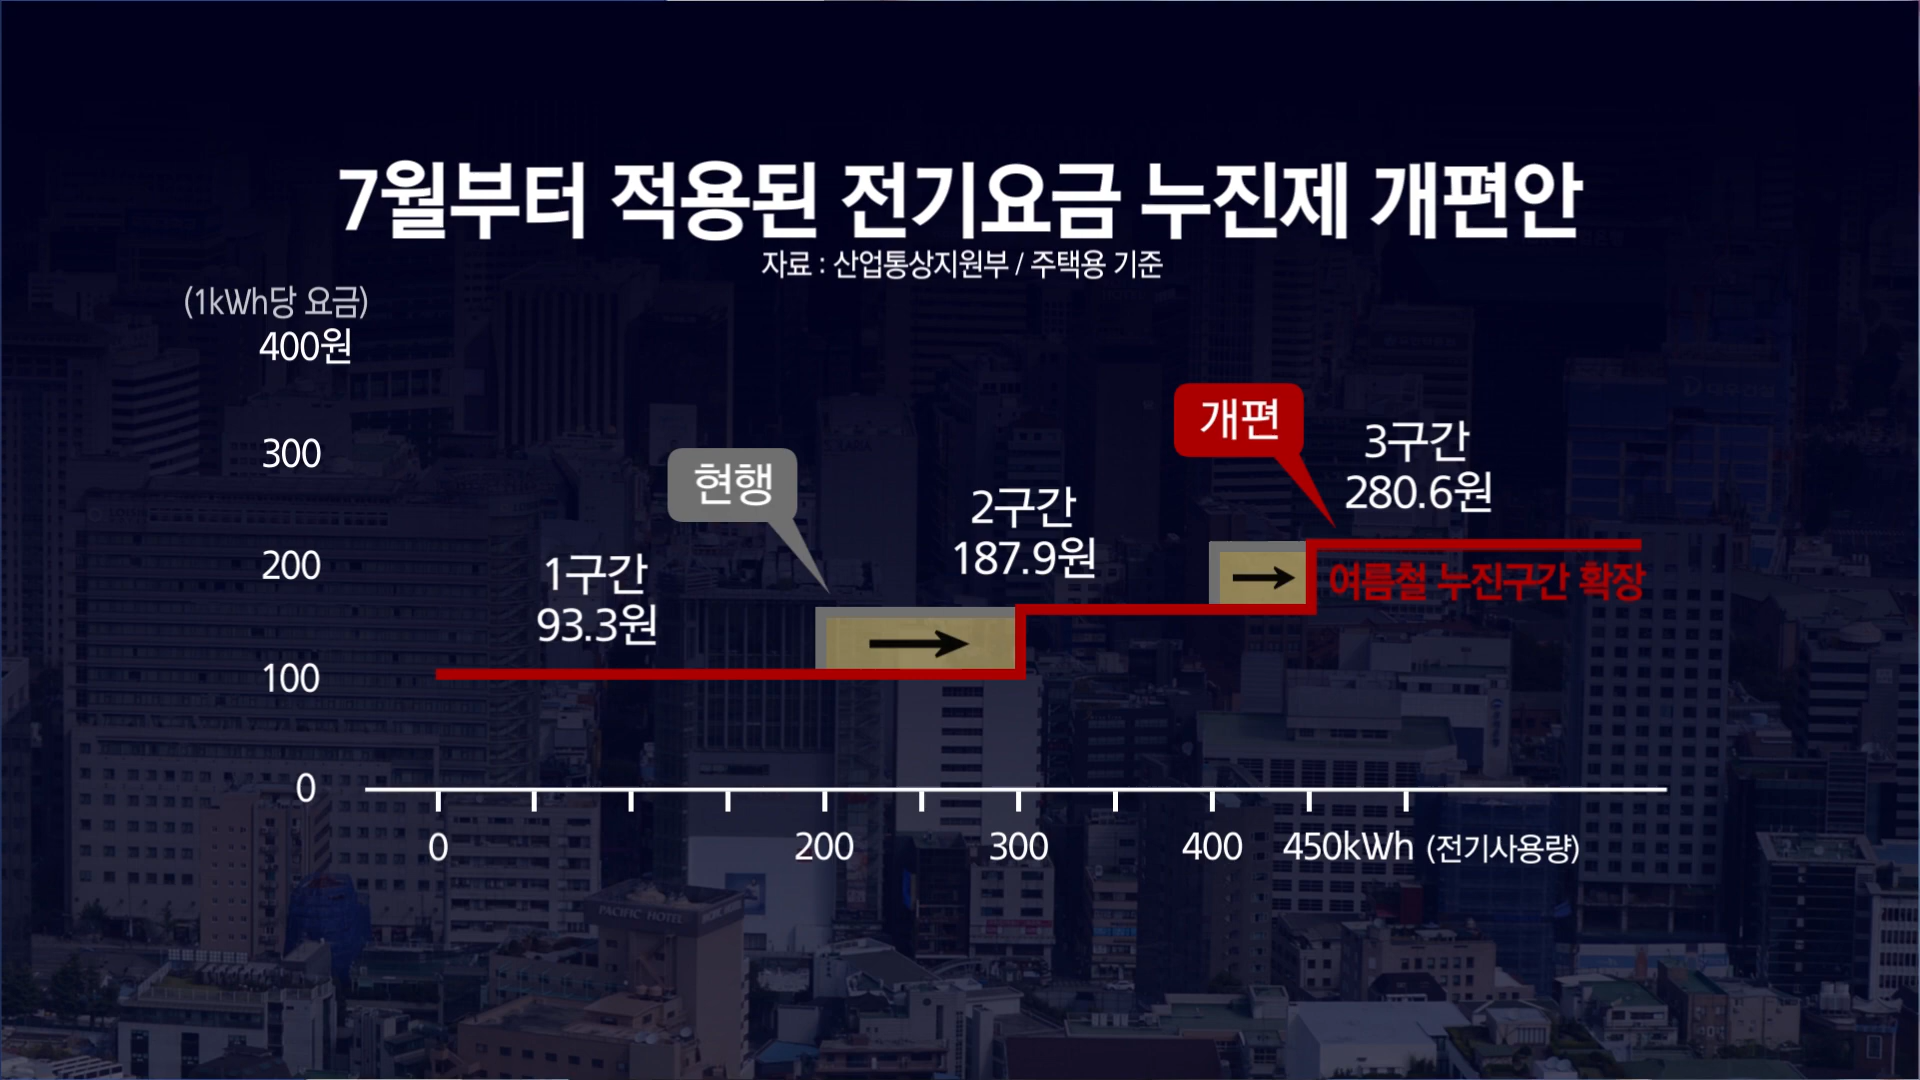 7월부터 적용된 전기요금 누진제 개편안
자료 : 산업통상지원부 / 주택용 기준
(1kWh당 요금)
400원
300
200
100
0
1구간
93.3원
현행
2구간
187.9원
개편
3구간
280.6원
여름철 누진구간 확장
0 200 300 400 450kWh (전기사용량)
PACIFIC HOTEL